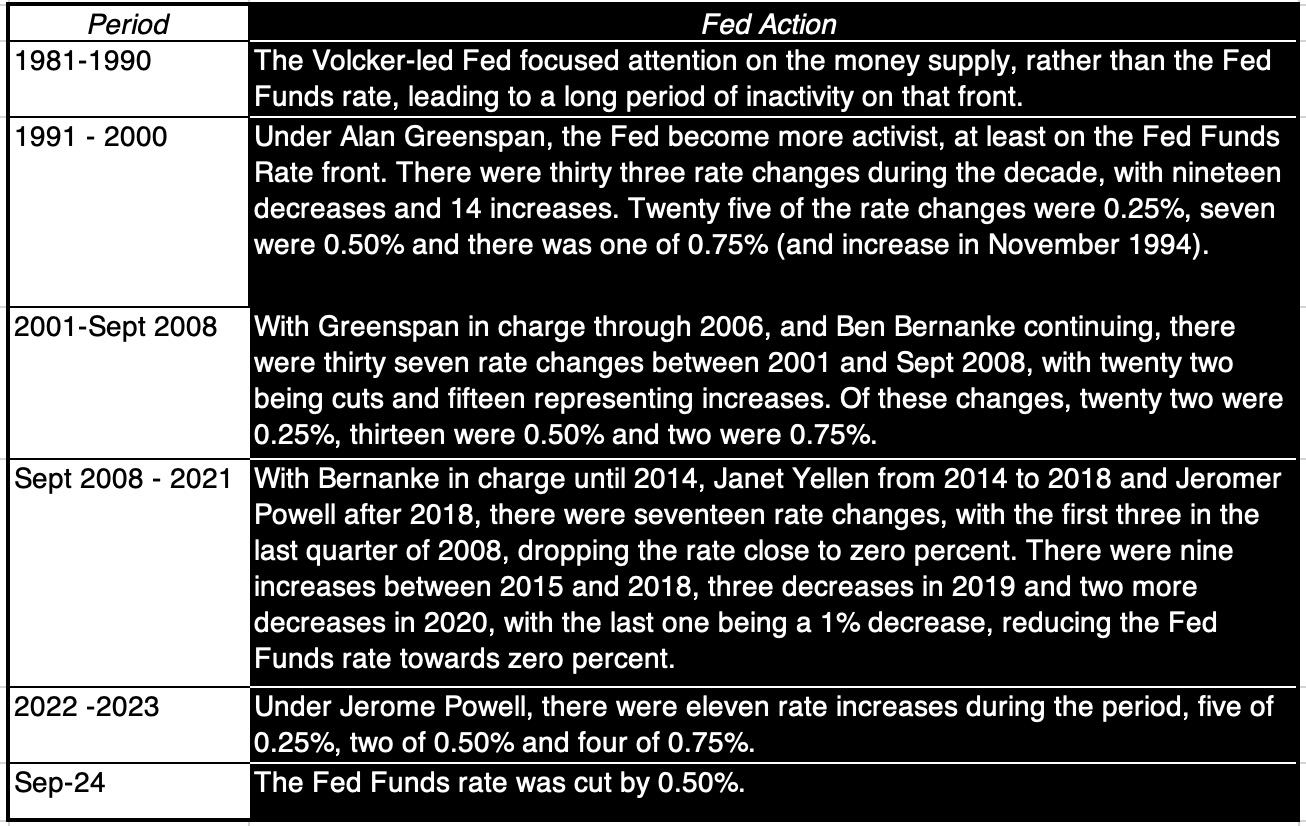 Period
Fed Action
1981-1990
The Volcker-led Fed focused attention on the money supply, rather than the Fed
Funds rate, leading to a long period of inactivity on that front.
1991 - 2000
Under Alan Greenspan, the Fed become more activist, at least on the Fed Funds
Rate front. There were thirty three rate changes during the decade, with nineteen
decreases and 14 increases. Twenty five of the rate changes were 0.25%, seven
were 0.50% and there was one of 0.75% (and increase in November 1994).
2001-Sept 2008
With Greenspan in charge through 2006, and Ben Bernanke continuing, there
were thirty seven rate changes between 2001 and Sept 2008, with twenty two
being cuts and fifteen representing increases. Of these changes, twenty two were
0.25%, thirteen were 0.50% and two were 0.75%.
Sept 2008 - 2021
With Bernanke in charge until 2014, Janet Yellen from 2014 to 2018 and Jeromer
Powell after 2018, there were seventeen rate changes, with the first three in the
last quarter of 2008, dropping the rate close to zero percent. There were nine
increases between 2015 and 2018, three decreases in 2019 and two more
decreases in 2020, with the last one being a 1% decrease, reducing the Fed
Funds rate towards zero percent.
2022 -2023
Under Jerome Powell, there were eleven rate increases during the period, five of
0.25%, two of 0.50% and four of 0.75%.
Sep-24
The Fed Funds rate was cut by 0.50%.